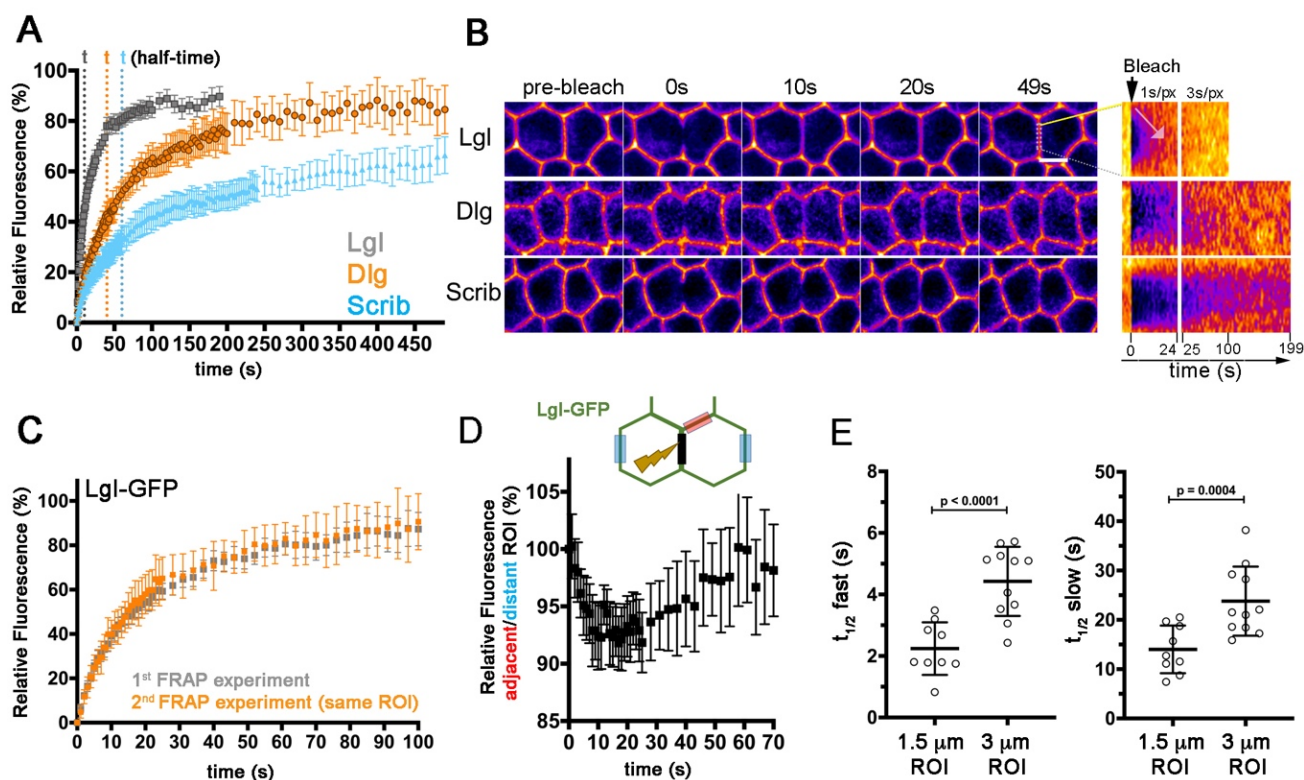 A
t t t (half-time)
Relative Fluorescence (%)
100
80
60
40
20
0
Lgl
Dlg
Scrib
0 50 100 150 200 250 300 350 400 450
time (s)
B
pre-bleach 0s 10s 20s 49s
Bleach
1s/px 3s/px
Lgl
Dlg
Scrib
0 24 25 100 199
time (s)
C
Lgl-GFP
Relative Fluorescence (%)
100
80
60
40
20
0
1st FRAP experiment
2nd FRAP experiment (same ROI)
0 10 20 30 40 50 60 70 80 90 100
time (s)
D
Lgl-GFP
Relative Fluorescence
adjacent/distant ROI (%)
105
100
95
90
85
0 10 20 30 40 50 60 70
time (s)
E
t1/2 fast (s)
8
6
4
2
0
p < 0.0001
1.5 µm 3 µm
ROI ROI
t1/2 slow (s)
50
40
30
20
10
0
p = 0.0004
1.5 µm 3 µm
ROI ROI